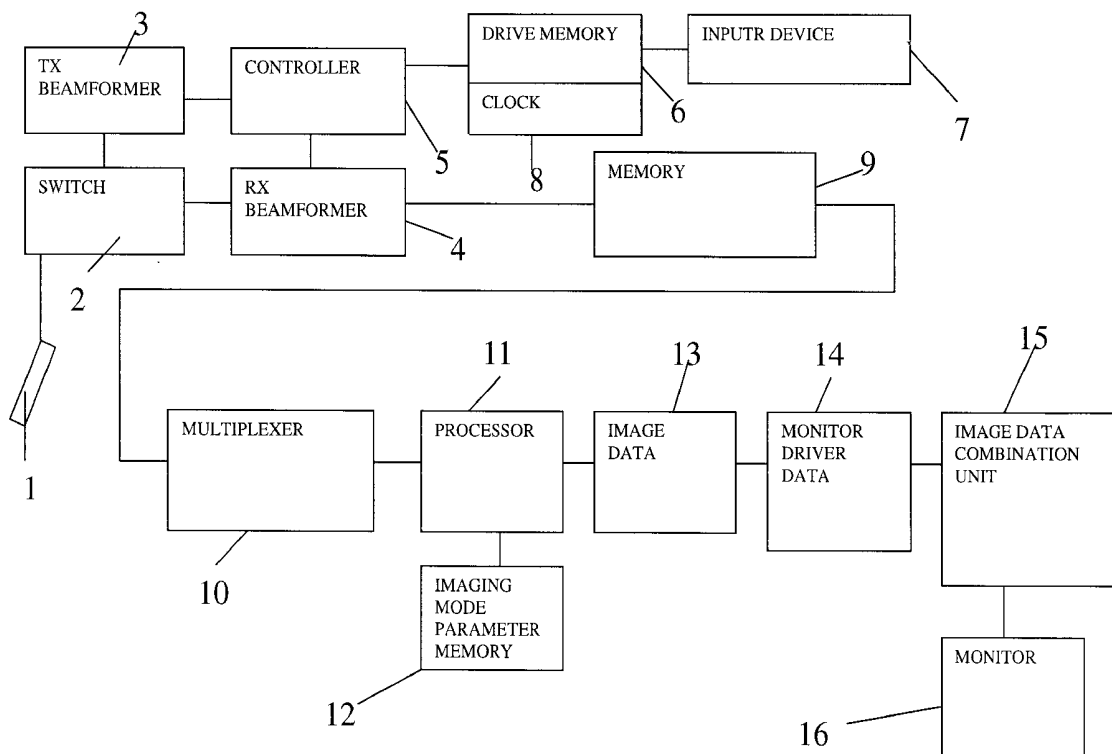 3
TX
BEAMFORMER
CONTROLLER
5
DRIVE MEMORY
CLOCK
6
INPUTR DEVICE
7
8
SWITCH
2
RX
BEAMFORMER
4
MEMORY
9
1
MULTIPLEXER
10
11
PROCESSOR
IMAGING
MODE
PARAMETER
MEMORY
12
13
IMAGE
DATA
14
MONITOR
DRIVER
DATA
15
IMAGE DATA
COMBINATION
UNIT
MONITOR
16